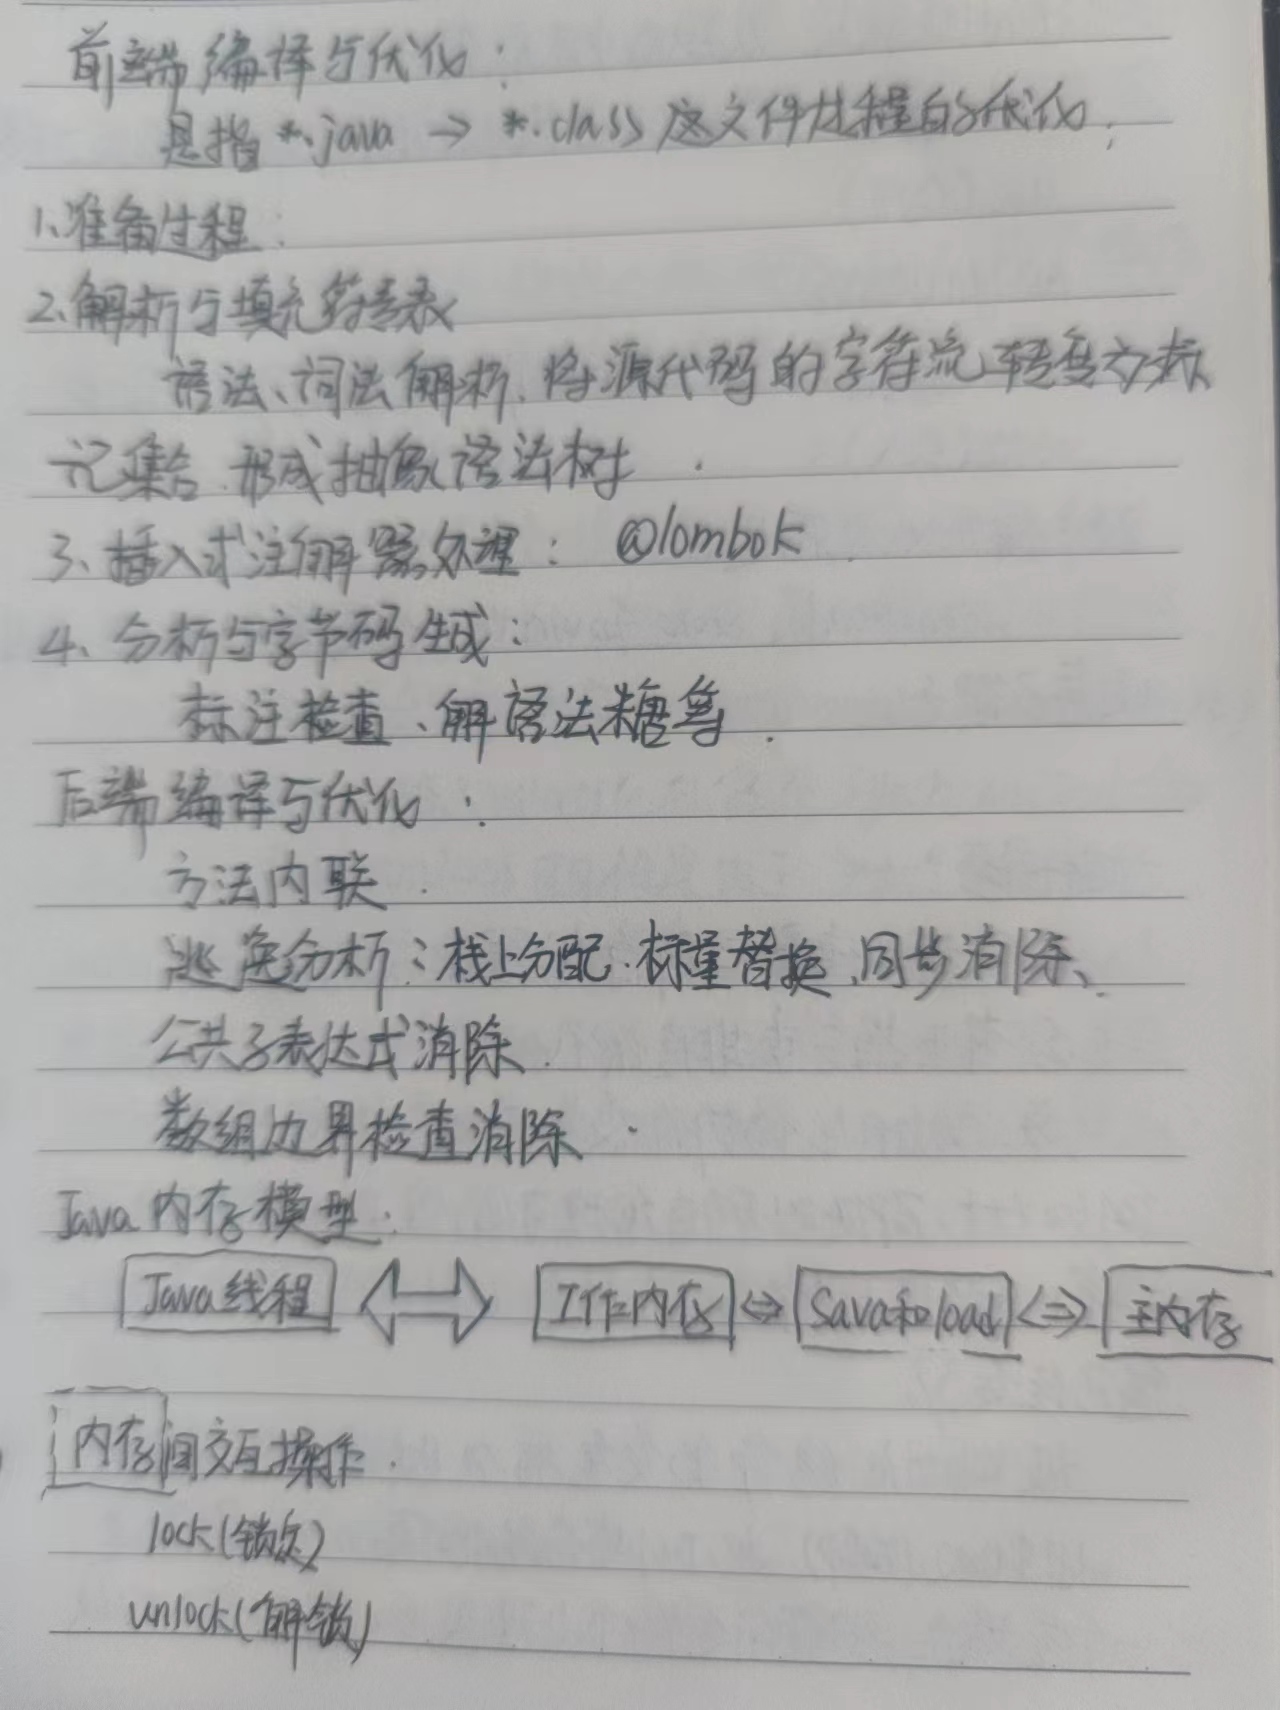 前端编译与优化:
是指 *.java → *.class 这文件过程的优化.
1、准备过程:
2、解析与填充符号表
语法、词法解析. 将源代码的字符流转变为标
记集合. 形成抽象语法树.
3、插入式注解器处理: @lombok
4、分析与字节码生成:
标注检查、解语法糖等.
后端编译与优化:
方法内联.
逃逸分析: 栈上分配. 标量替换、同步消除、
公共子表达式消除.
数组边界检查消除.
Java内存模型.
Java线程 ⇔ 工作内存 ⇔ Sava和load ⇔ 主内存
内存间交互操作.
lock(锁定)
unlock(解锁)